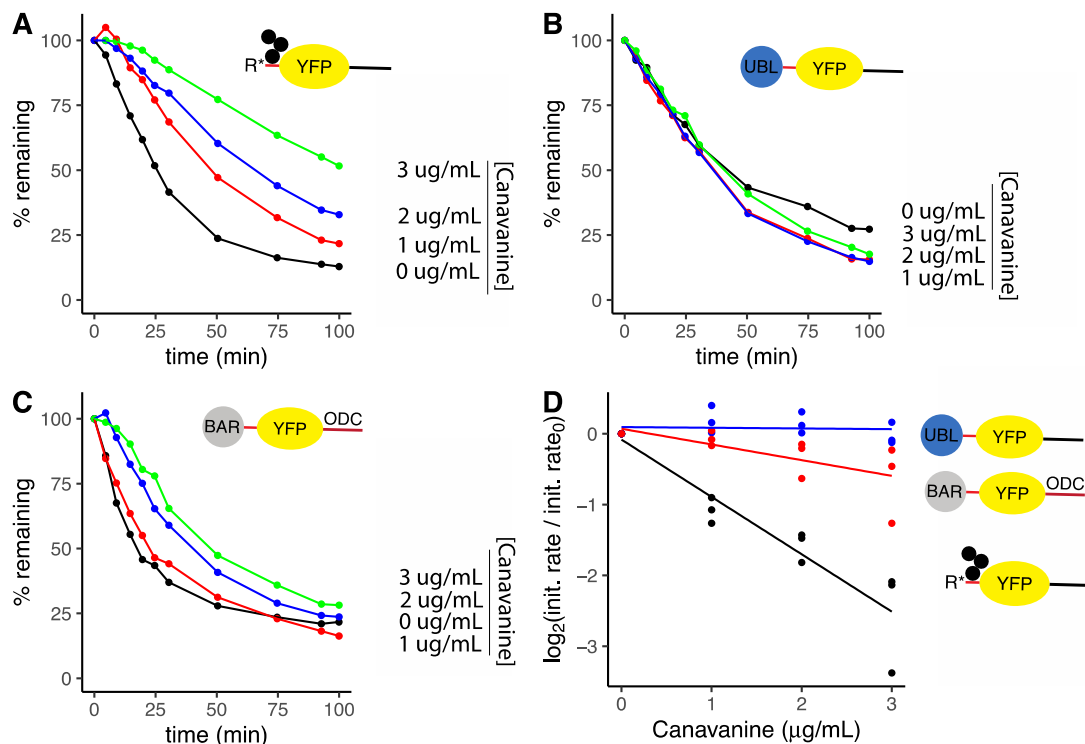 A
% remaining
100
75
50
25
0
0
25
50
75
100
time (min)
R*
YFP
3 ug/mL
2 ug/mL
1 ug/mL
0 ug/mL
[Canavanine]
B
% remaining
100
75
50
25
0
0
25
50
75
100
time (min)
UBL
YFP
0 ug/mL
3 ug/mL
2 ug/mL
1 ug/mL
[Canavanine]
C
% remaining
100
75
50
25
0
0
25
50
75
100
time (min)
BAR
YFP
ODC
3 ug/mL
2 ug/mL
0 ug/mL
1 ug/mL
[Canavanine]
D
log₂(init. rate / init. rate₀)
0
−1
−2
−3
0
1
2
3
Canavanine (μg/mL)
UBL
YFP
BAR
YFP
ODC
R*
YFP